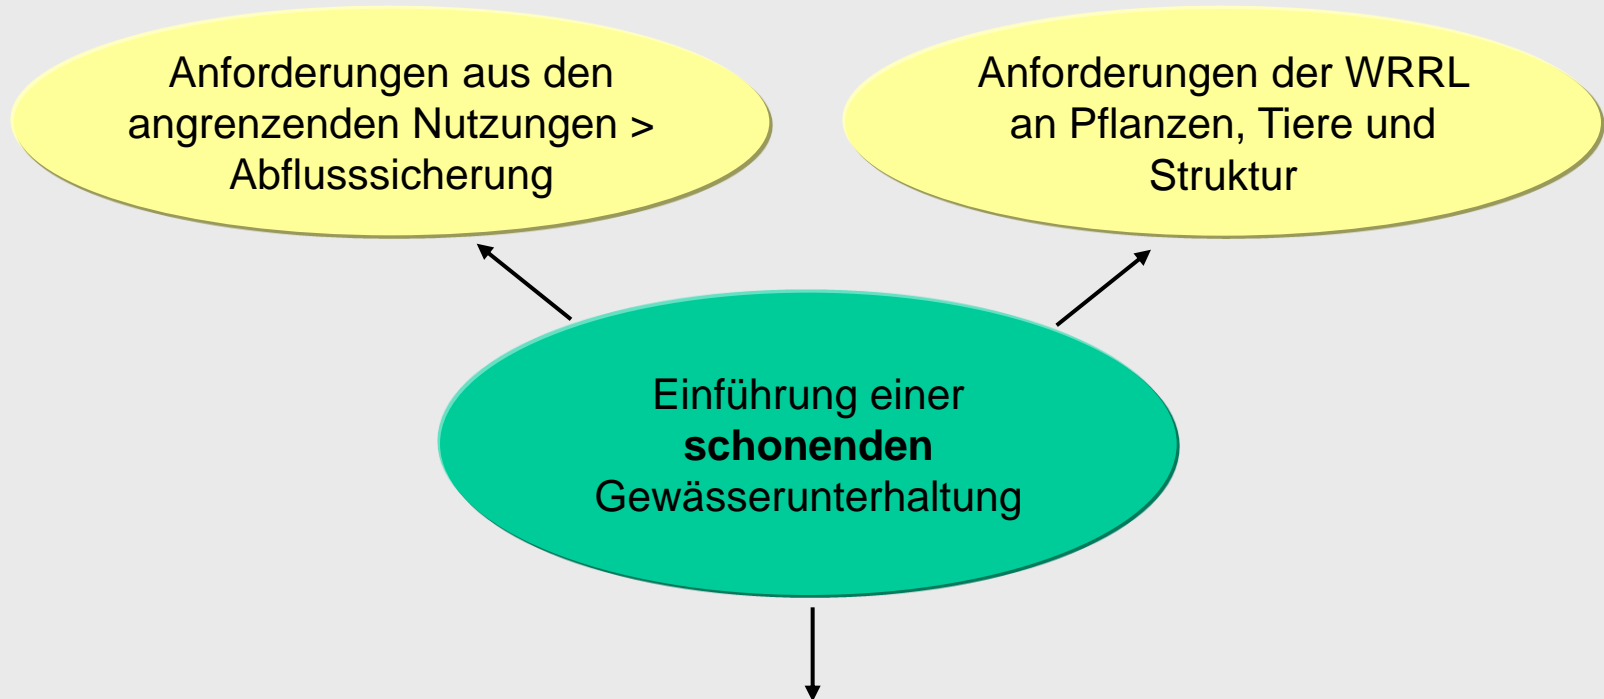 Anforderungen aus den
angrenzenden Nutzungen >
Abflusssicherung
Anforderungen der WRRL
an Pflanzen, Tiere und
Struktur
Einführung einer
schonenden
Gewässerunterhaltung